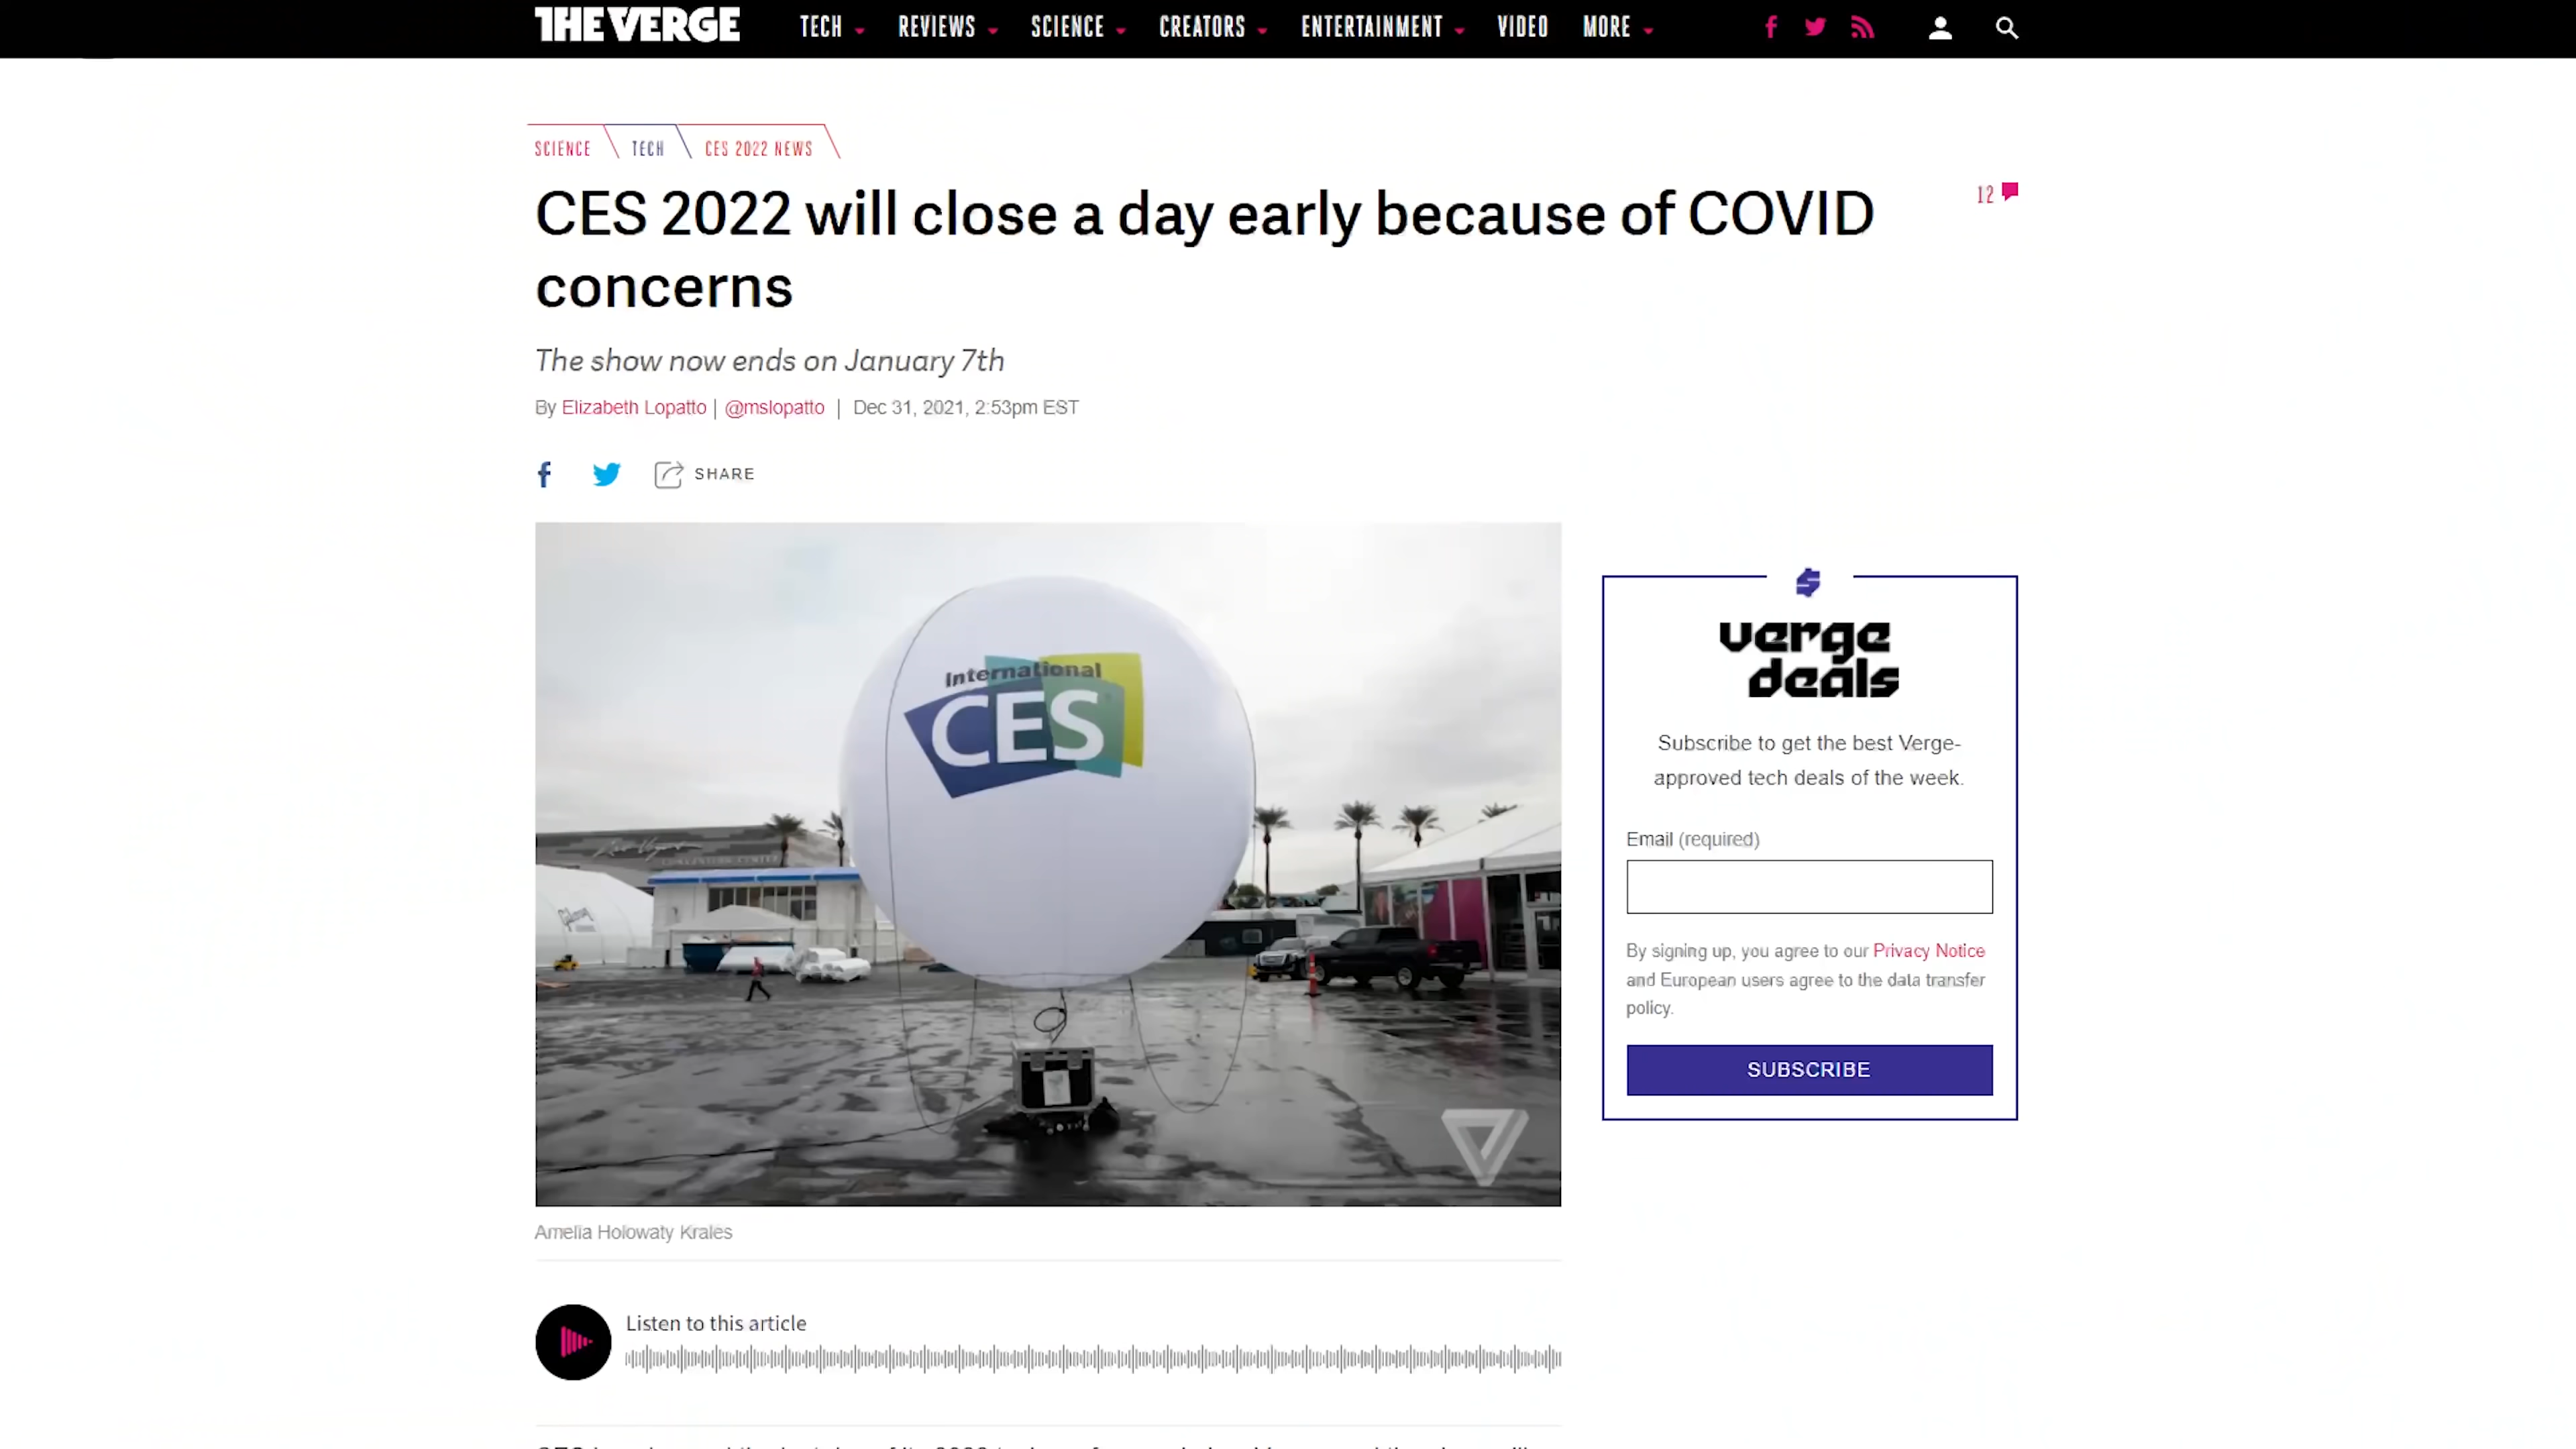 THE VERGE TECH REVIEWS SCIENCE CREATORS ENTERTAINMENT VIDEO MORE
SCIENCE TECH CES 2022 NEWS
CES 2022 will close a day early because of COVID
concerns
12
The show now ends on January 7th
By Elizabeth Lopatto | @mslopatto | Dec 31, 2021, 2:53pm EST
SHARE
International
CES
Las Vegas
CONVENTION CENTER
verge
deals
Subscribe to get the best Verge-
approved tech deals of the week.
Email (required)
By signing up, you agree to our Privacy Notice
and European users agree to the data transfer
policy.
SUBSCRIBE
Amelia Holowaty Krales
Listen to this article